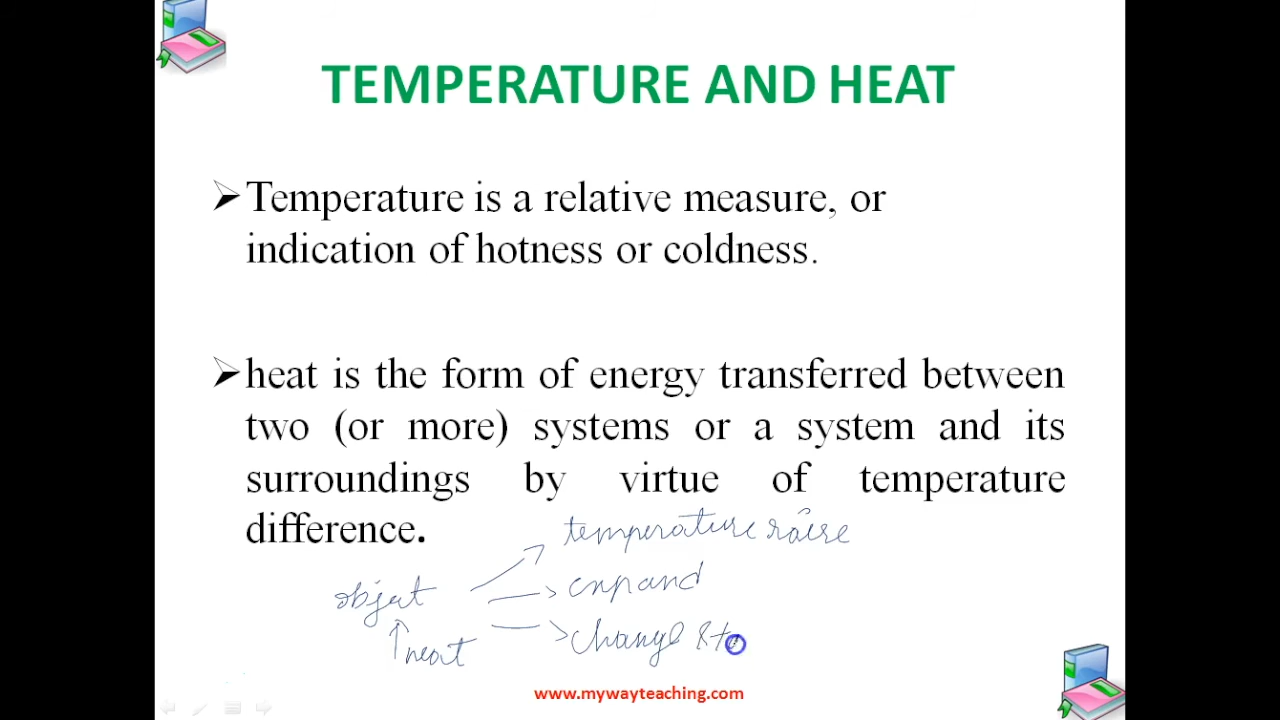 TEMPERATURE AND HEAT
➢Temperature is a relative measure, or
indication of hotness or coldness.
➢heat is the form of energy transferred between
two (or more) systems or a system and its
surroundings by virtue of temperature
difference.
temperature raise
object
expand
heat
change sta
www.mywayteaching.com